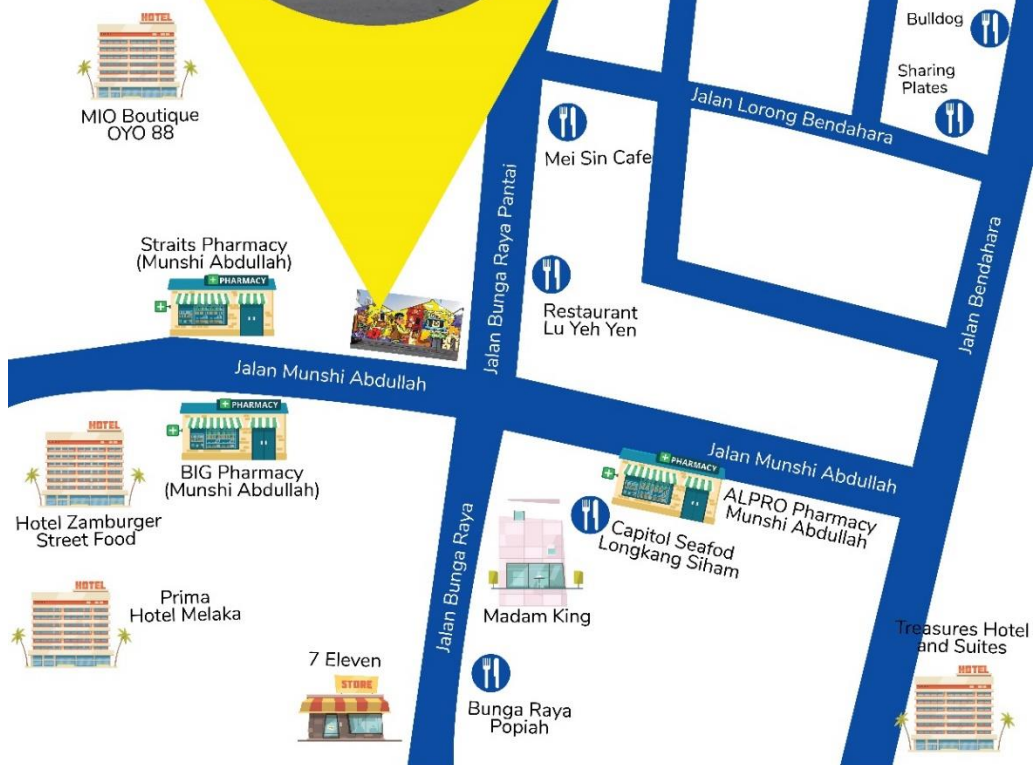 HOTEL
MIO Boutique
OYO 88
Bulldog
Sharing
Plates
Jalan Lorong Bendahara
Mei Sin Cafe
Jalan Bunga Raya Pantai
Jalan Bendahara
Straits Pharmacy
(Munshi Abdullah)
PHARMACY
Restaurant
Lu Yeh Yen
Jalan Munshi Abdullah
PHARMACY
BIG Pharmacy
(Munshi Abdullah)
HOTEL
Hotel Zamburger
Street Food
Jalan Munshi Abdullah
PHARMACY
ALPRO Pharmacy
Munshi Abdullah
Capitol Seafod
Longkang Siham
Madam King
Jalan Bunga Raya
HOTEL
Prima
Hotel Melaka
7 Eleven
STORE
Bunga Raya
Popiah
Treasures Hotel
and Suites
HOTEL